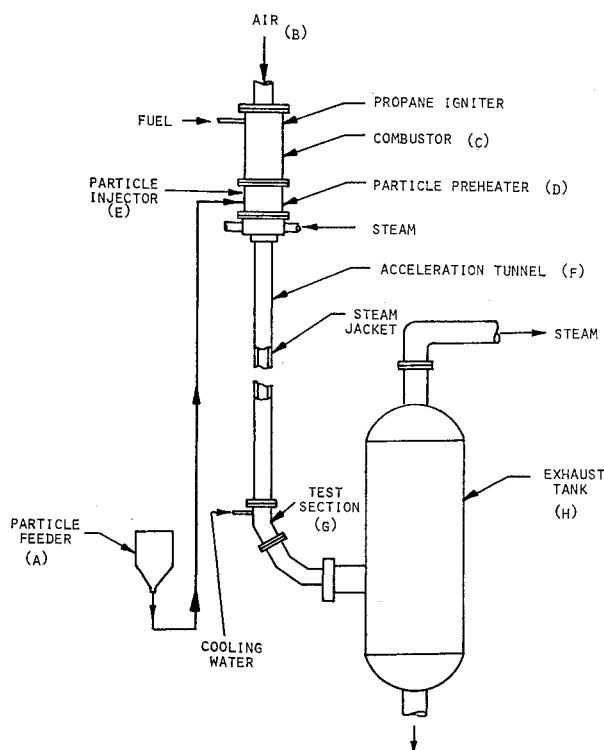 AIR (B)
PROPANE IGNITER
FUEL
COMBUSTOR (C)
PARTICLE
INJECTOR
(E)
PARTICLE PREHEATER (D)
STEAM
ACCELERATION TUNNEL (F)
STEAM
JACKET
STEAM
EXHAUST
TANK
(H)
TEST
SECTION
(G)
PARTICLE
FEEDER
(A)
COOLING
WATER